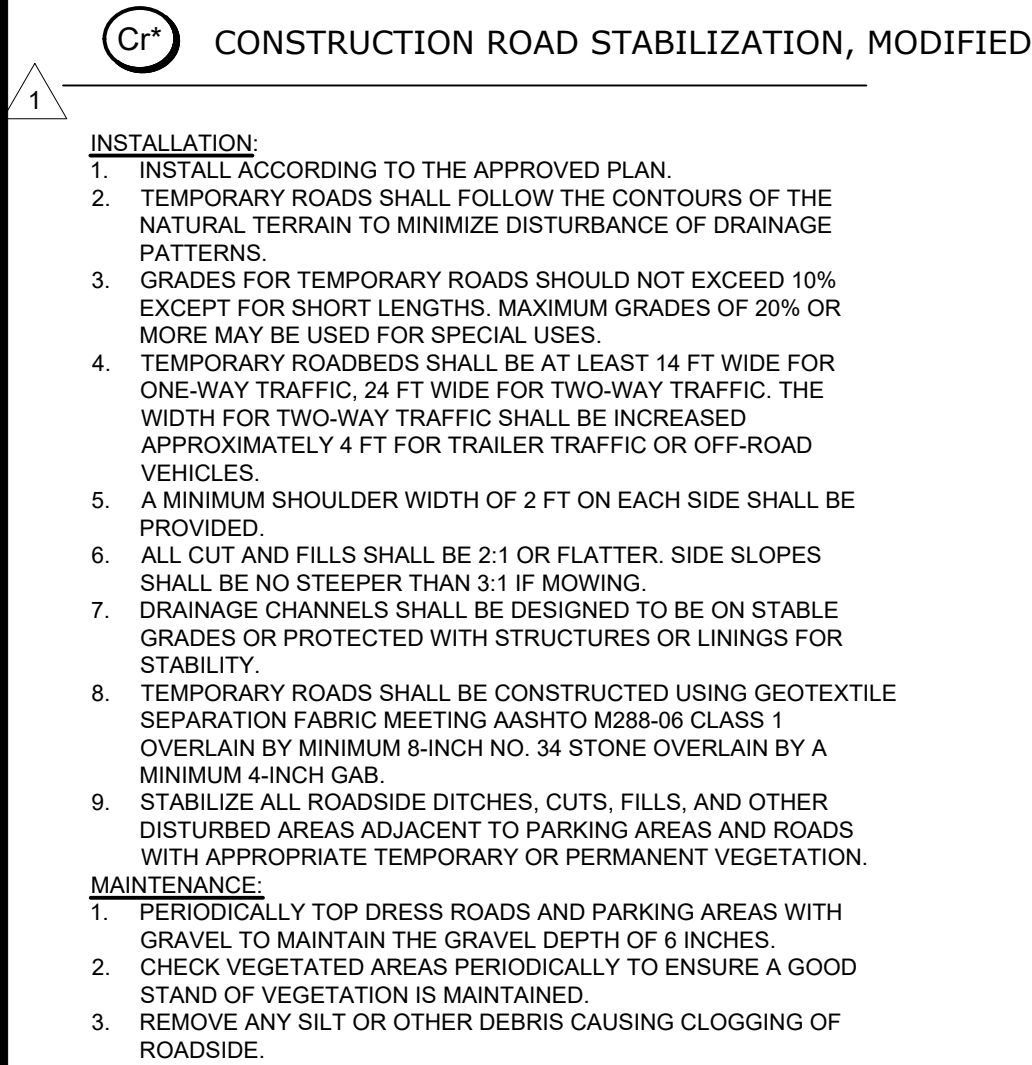 Cr* CONSTRUCTION ROAD STABILIZATION, MODIFIED
1
INSTALLATION:
1. INSTALL ACCORDING TO THE APPROVED PLAN.
2. TEMPORARY ROADS SHALL FOLLOW THE CONTOURS OF THE
NATURAL TERRAIN TO MINIMIZE DISTURBANCE OF DRAINAGE
PATTERNS.
3. GRADES FOR TEMPORARY ROADS SHOULD NOT EXCEED 10%
EXCEPT FOR SHORT LENGTHS. MAXIMUM GRADES OF 20% OR
MORE MAY BE USED FOR SPECIAL USES.
4. TEMPORARY ROADBEDS SHALL BE AT LEAST 14 FT WIDE FOR
ONE-WAY TRAFFIC, 24 FT WIDE FOR TWO-WAY TRAFFIC. THE
WIDTH FOR TWO-WAY TRAFFIC SHALL BE INCREASED
APPROXIMATELY 4 FT FOR TRAILER TRAFFIC OR OFF-ROAD
VEHICLES.
5. A MINIMUM SHOULDER WIDTH OF 2 FT ON EACH SIDE SHALL BE
PROVIDED.
6. ALL CUT AND FILLS SHALL BE 2:1 OR FLATTER. SIDE SLOPES
SHALL BE NO STEEPER THAN 3:1 IF MOWING.
7. DRAINAGE CHANNELS SHALL BE DESIGNED TO BE ON STABLE
GRADES OR PROTECTED WITH STRUCTURES OR LININGS FOR
STABILITY.
8. TEMPORARY ROADS SHALL BE CONSTRUCTED USING GEOTEXTILE
SEPARATION FABRIC MEETING AASHTO M288-06 CLASS 1
OVERLAIN BY MINIMUM 8-INCH NO. 34 STONE OVERLAIN BY A
MINIMUM 4-INCH GAB.
9. STABILIZE ALL ROADSIDE DITCHES, CUTS, FILLS, AND OTHER
DISTURBED AREAS ADJACENT TO PARKING AREAS AND ROADS
WITH APPROPRIATE TEMPORARY OR PERMANENT VEGETATION.
MAINTENANCE:
1. PERIODICALLY TOP DRESS ROADS AND PARKING AREAS WITH
GRAVEL TO MAINTAIN THE GRAVEL DEPTH OF 6 INCHES.
2. CHECK VEGETATED AREAS PERIODICALLY TO ENSURE A GOOD
STAND OF VEGETATION IS MAINTAINED.
3. REMOVE ANY SILT OR OTHER DEBRIS CAUSING CLOGGING OF
ROADSIDE.